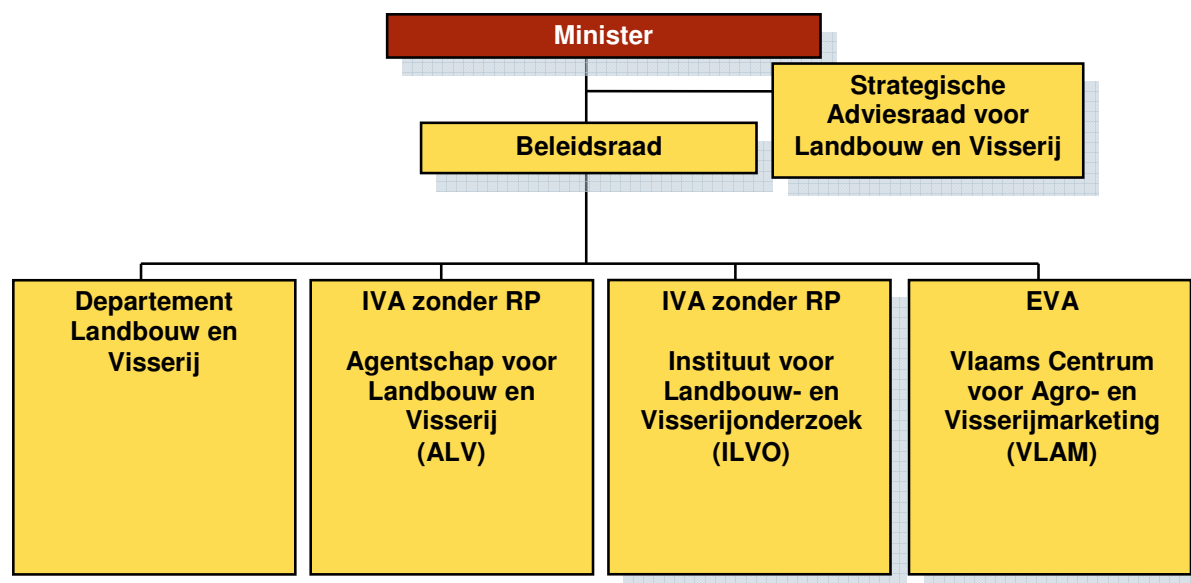 Minister
Strategische
Adviesraad voor
Landbouw en Visserij
Beleidsraad
Departement
Landbouw en
Visserij
IVA zonder RP
Agentschap voor
Landbouw en
Visserij
(ALV)
IVA zonder RP
Instituut voor
Landbouw- en
Visserijonderzoek
(ILVO)
EVA
Vlaams Centrum
voor Agro- en
Visserijmarketing
(VLAM)